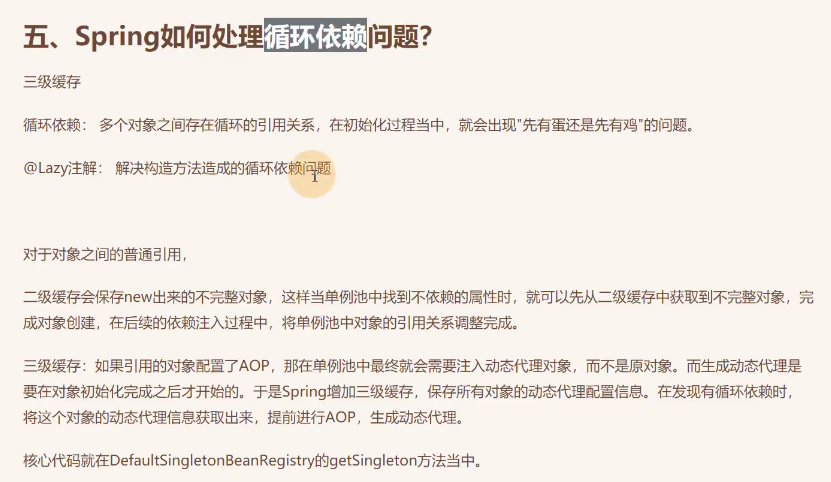 五、Spring如何处理循环依赖问题？
三级缓存
循环依赖： 多个对象之间存在循环的引用关系，在初始化过程当中，就会出现"先有蛋还是先有鸡"的问题。
@Lazy注解： 解决构造方法造成的循环依赖问题
对于对象之间的普通引用，
二级缓存会保存new出来的不完整对象，这样当单例池中找到不依赖的属性时，就可以先从二级缓存中获取到不完整对象，完
成对象创建，在后续的依赖注入过程中，将单例池中对象的引用关系调整完成。
三级缓存：如果引用的对象配置了AOP，那在单例池中最终就会需要注入动态代理对象，而不是原对象。而生成动态代理是
要在对象初始化完成之后才开始的。于是Spring增加三级缓存，保存所有对象的动态代理配置信息。在发现有循环依赖时，
将这个对象的动态代理信息获取出来，提前进行AOP，生成动态代理。
核心代码就在DefaultSingletonBeanRegistry的getSingleton方法当中。